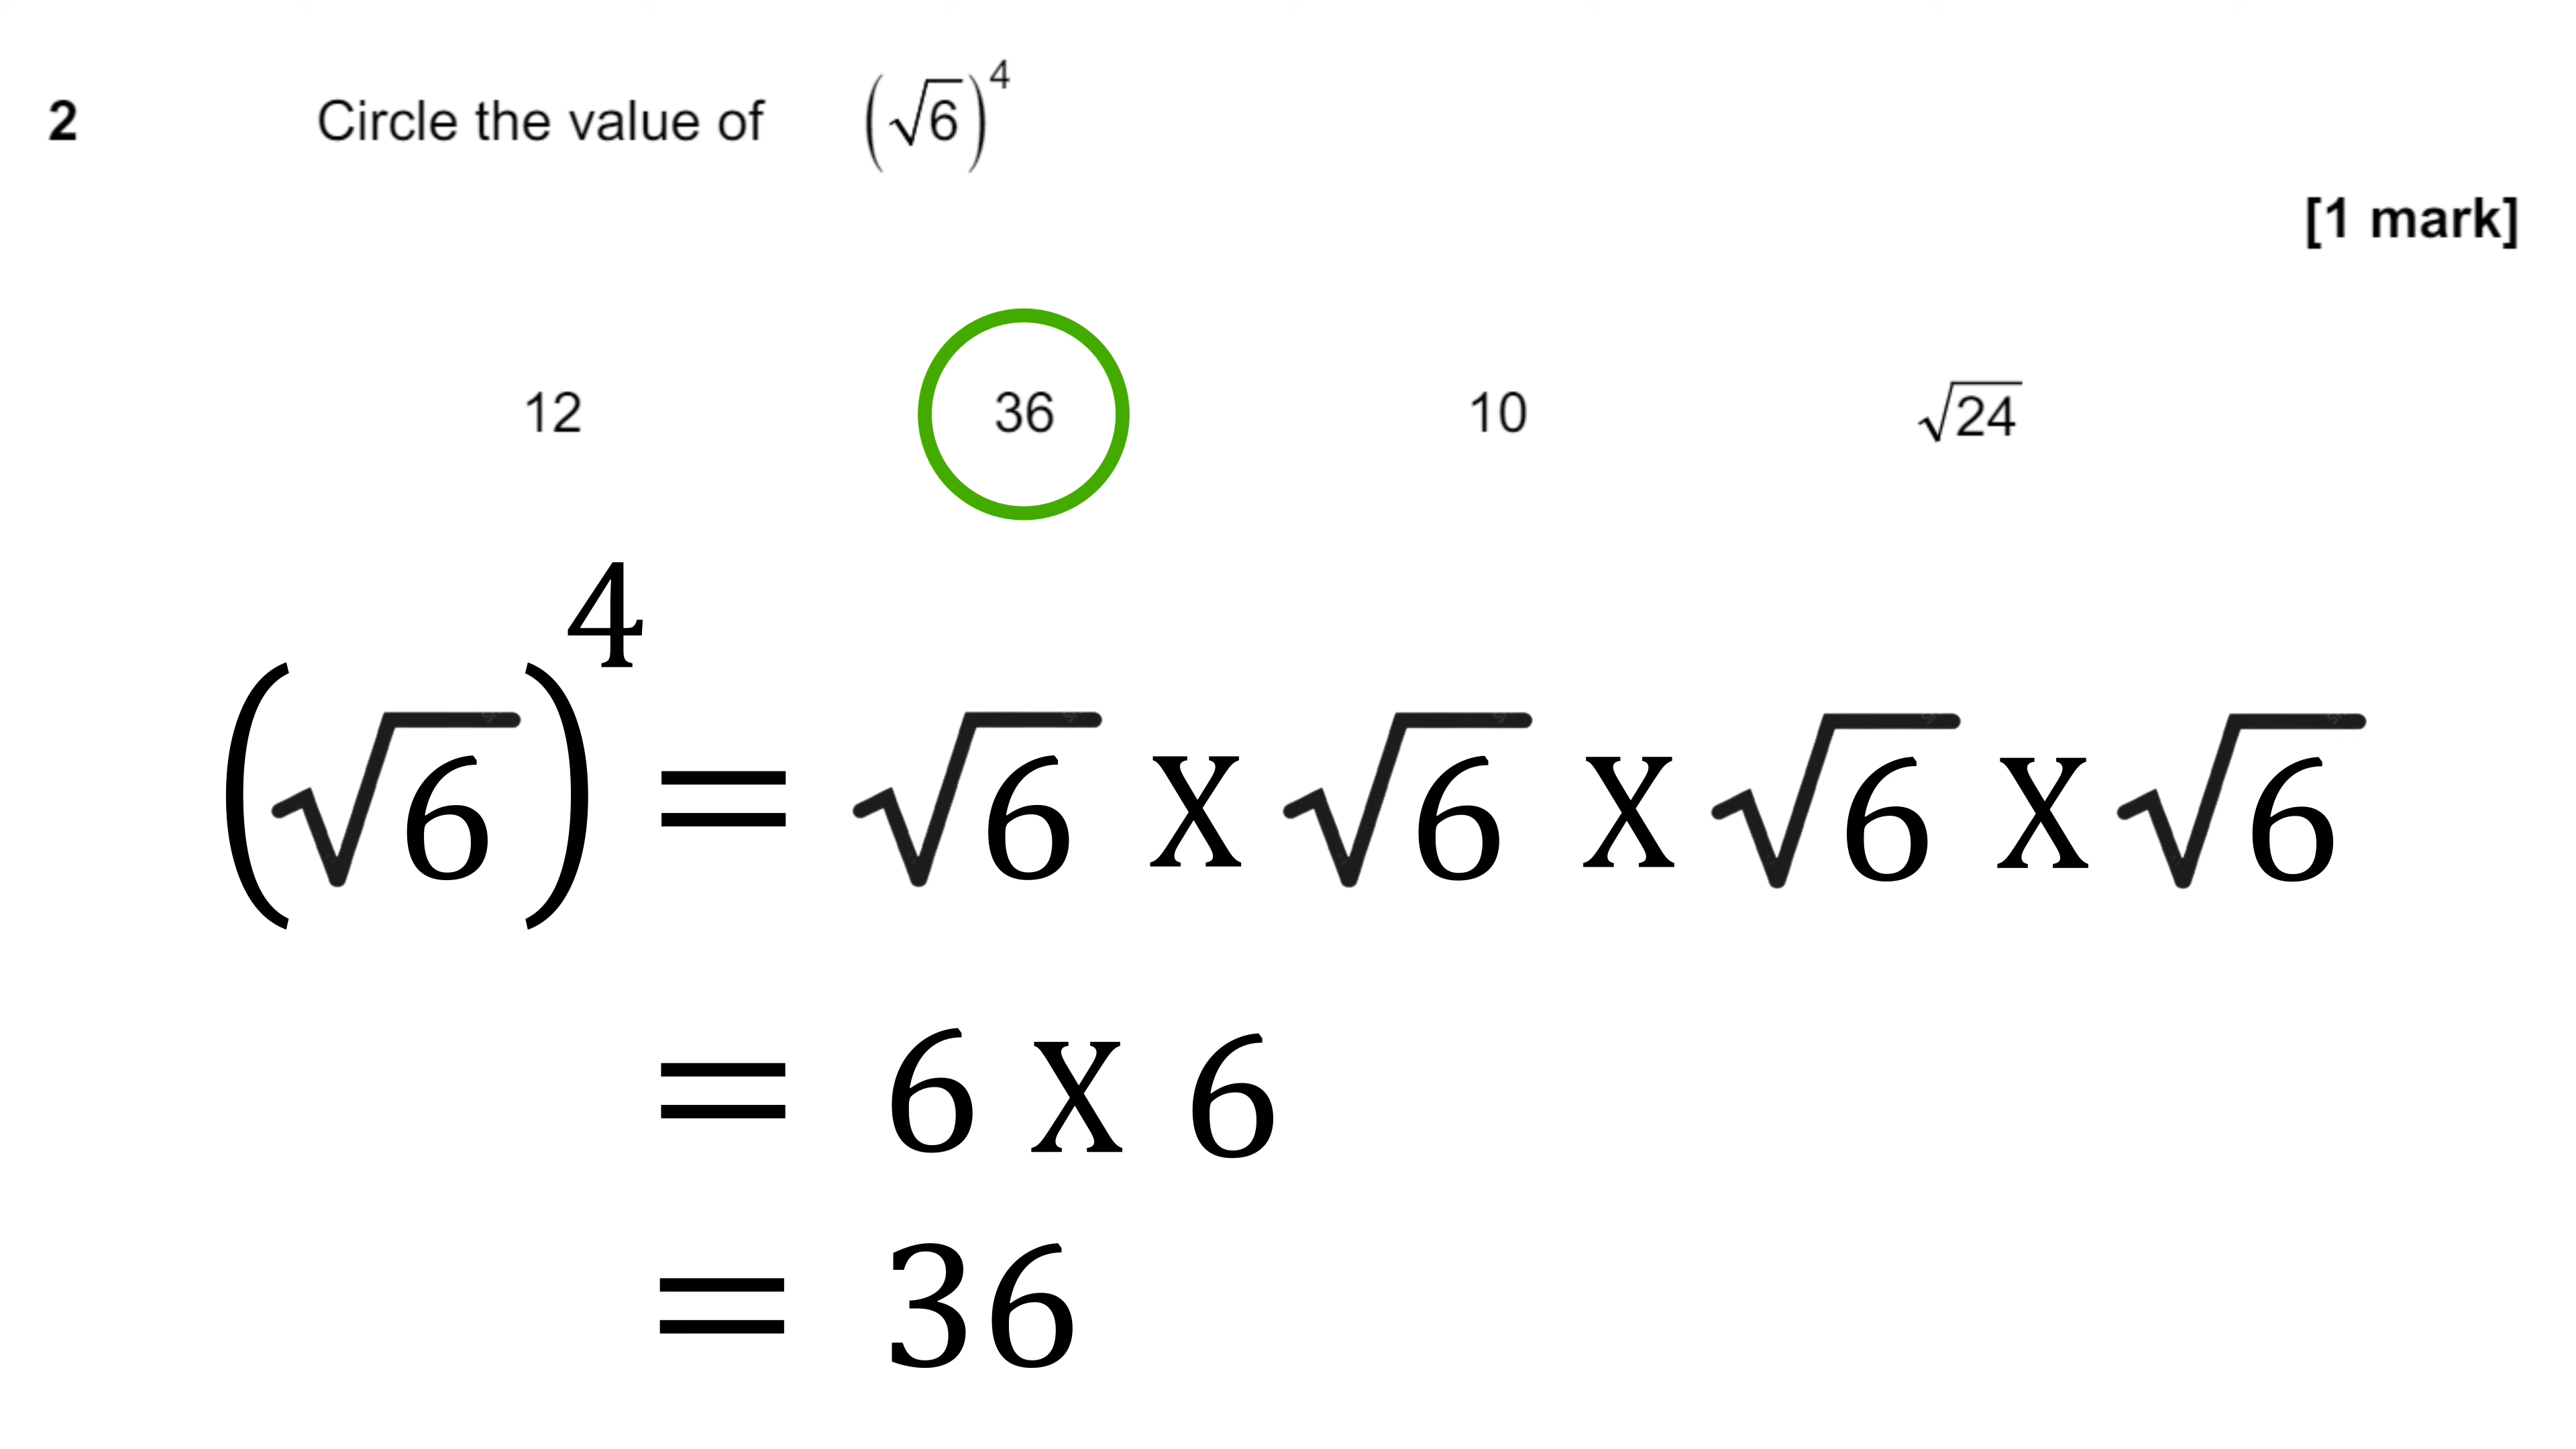 2 Circle the value of (√6)⁴
[1 mark]
12 36 10 √24
(√6)⁴ = √6 X √6 X √6 X √6
= 6 X 6
= 36